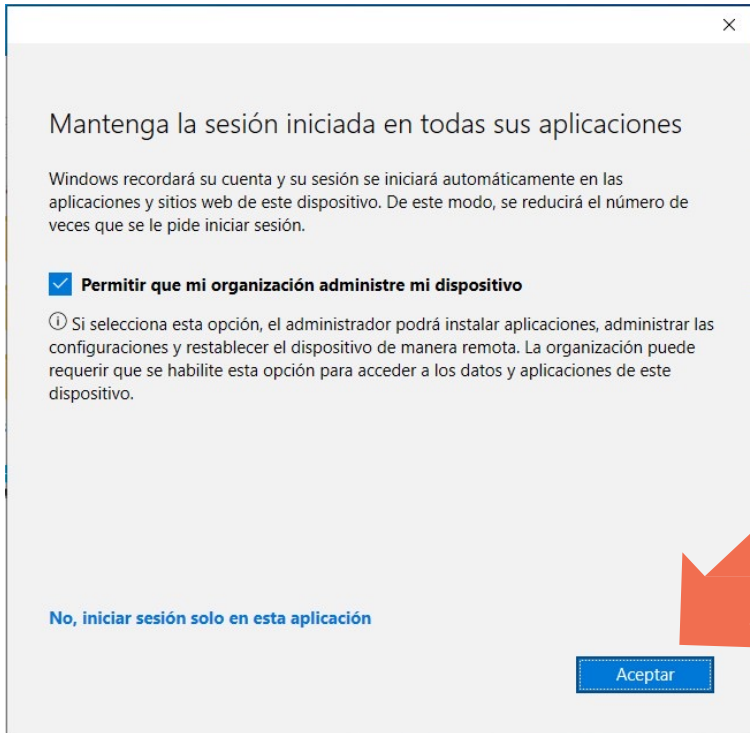 Mantenga la sesión iniciada en todas sus aplicaciones
Windows recordará su cuenta y su sesión se iniciará automáticamente en las
aplicaciones y sitios web de este dispositivo. De este modo, se reducirá el número de
veces que se le pide iniciar sesión.
Permitir que mi organización administre mi dispositivo
Si selecciona esta opción, el administrador podrá instalar aplicaciones, administrar las
configuraciones y restablecer el dispositivo de manera remota. La organización puede
requerir que se habilite esta opción para acceder a los datos y aplicaciones de este
dispositivo.
No, iniciar sesión solo en esta aplicación
Aceptar